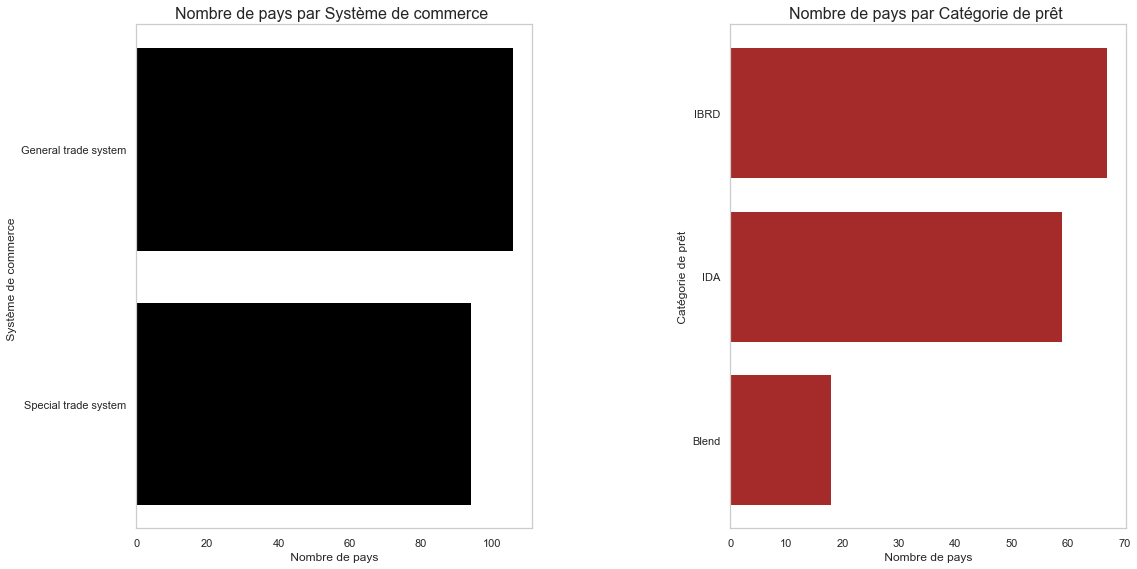 Nombre de pays par Système de commerce
Système de commerce
General trade system
Special trade system
0 20 40 60 80 100
Nombre de pays
Nombre de pays par Catégorie de prêt
Catégorie de prêt
IBRD
IDA
Blend
0 10 20 30 40 50 60 70
Nombre de pays